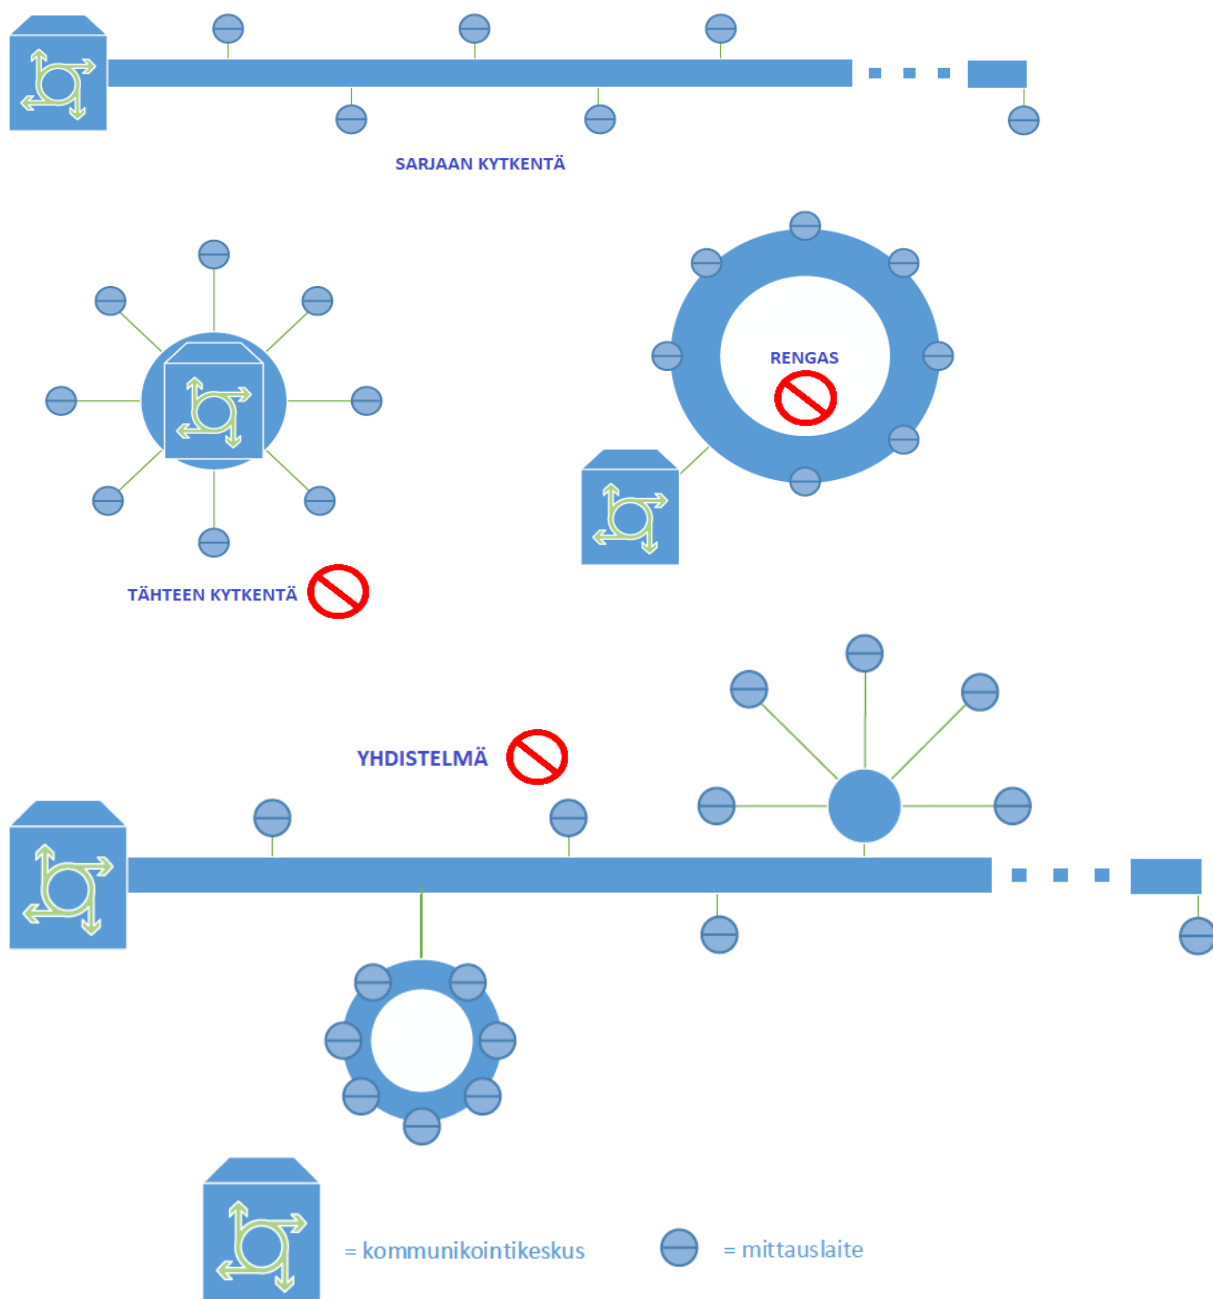 SARJAAN KYTKENTÄ
RENGAS
TÄHTEEN KYTKENTÄ
YHDISTELMÄ
= kommunikointikeskus
= mittauslaite